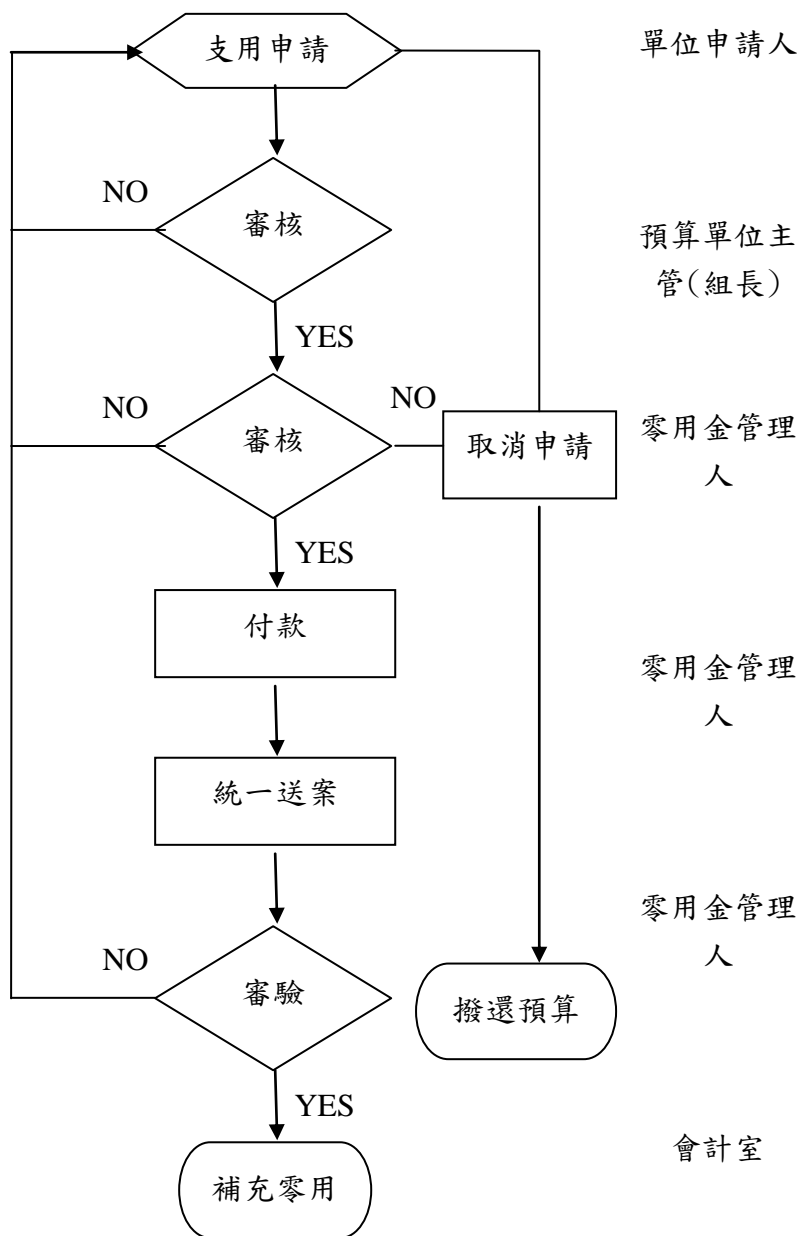 支用申請
單位申請人
NO
審核
預算單位主
管(組長)
YES
NO
審核
NO
取消申請
零用金管理
人
YES
付款
零用金管理
人
統一送案
NO
審驗
零用金管理
人
撥還預算
YES
補充零用
會計室